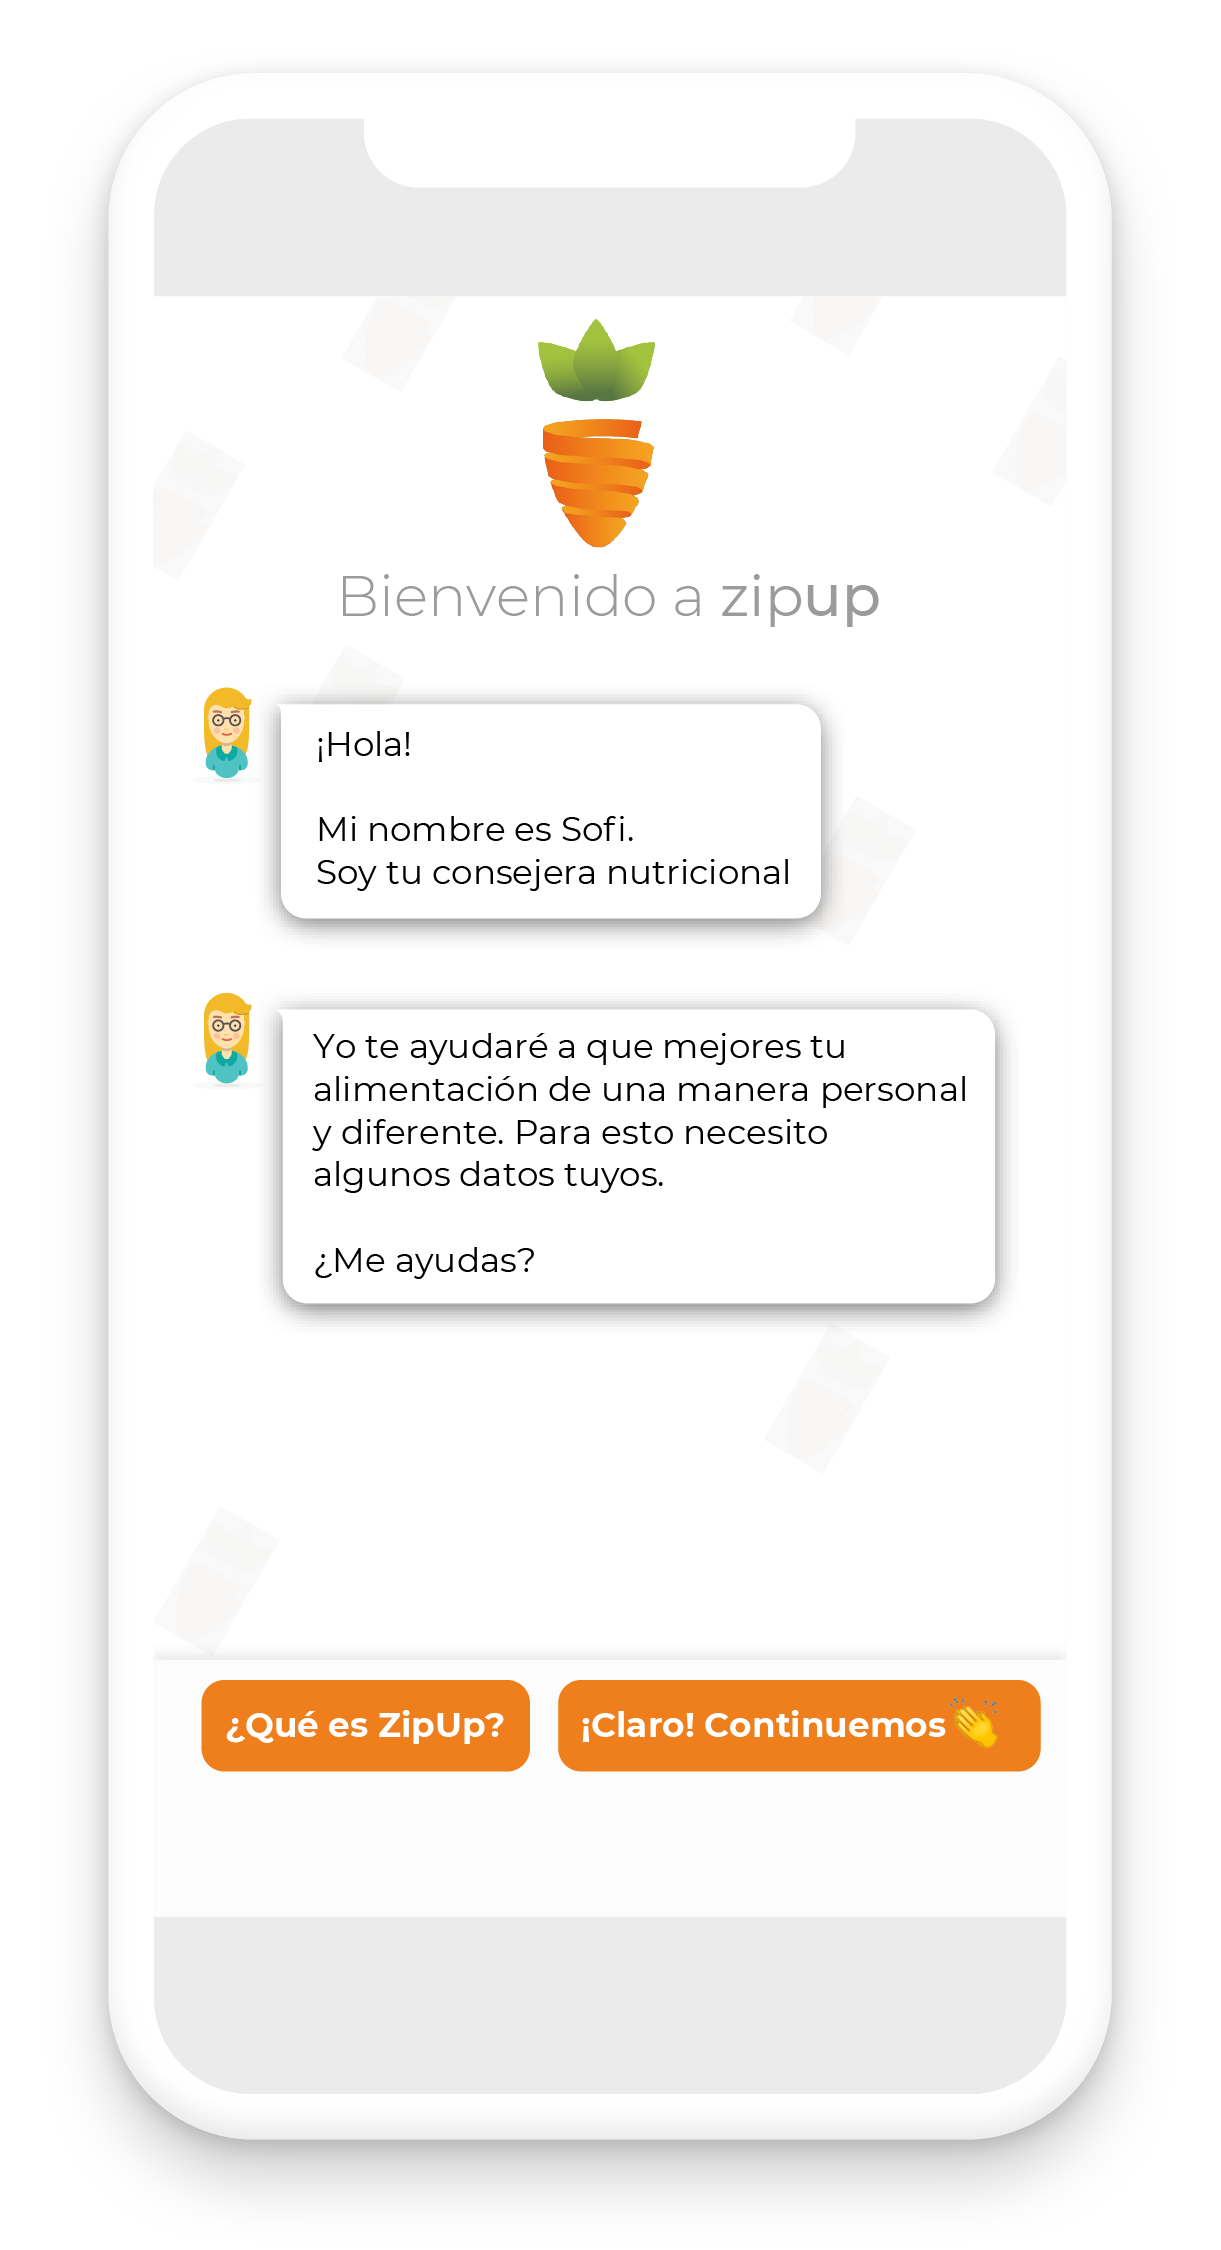 Bienvenido a zipup
¡Hola!
Mi nombre es Sofi.
Soy tu consejera nutricional
Yo te ayudaré a que mejores tu
alimentación de una manera personal
y diferente. Para esto necesito
algunos datos tuyos.
¿Me ayudas?
¿Qué es ZipUp?
¡Claro! Continuemos👏